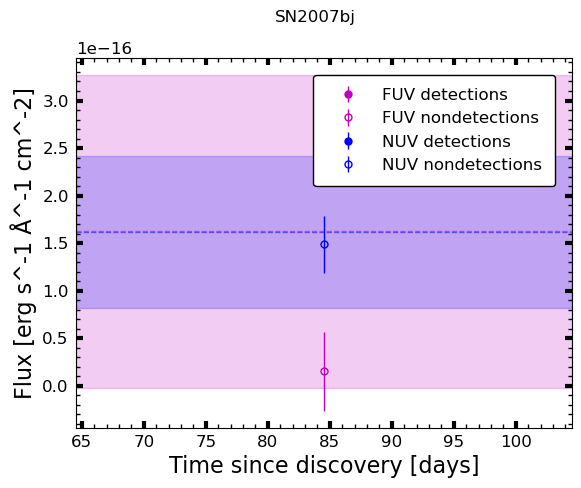 SN2007bj
1e−16
FUV detections
FUV nondetections
NUV detections
NUV nondetections
3.0
2.5
2.0
1.5
1.0
0.5
0.0
Flux [erg s^-1 Å^-1 cm^-2]
65 70 75 80 85 90 95 100
Time since discovery [days]